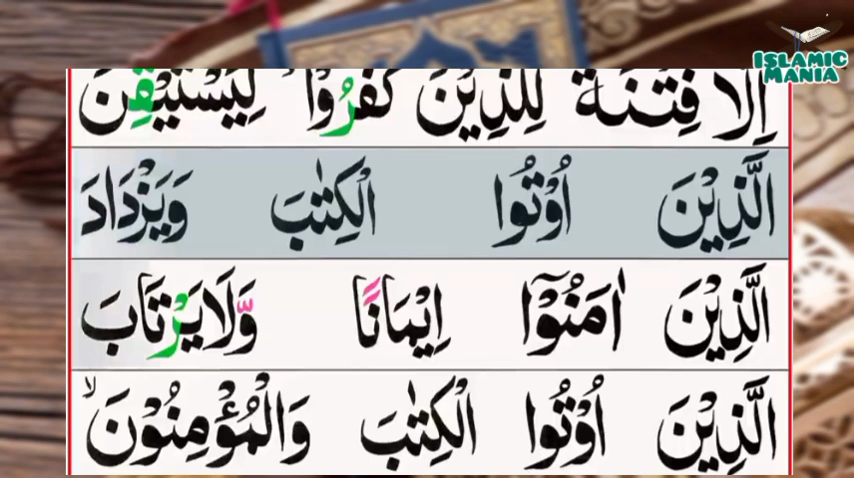 ISLAMIC
MANIA
اِلَّا فِتْنَةً لِّلَّذِيْنَ كَفَرُوْا ۙ لِيَسْتَيْقِنَ
الَّذِيْنَ اُوْتُوا الْكِتٰبَ وَيَزْدَادَ
الَّذِيْنَ اٰمَنُوْۤا اِيْمَانًا وَّلَا يَرْتَابَ
الَّذِيْنَ اُوْتُوا الْكِتٰبَ وَالْمُؤْمِنُوْنَ ۙ